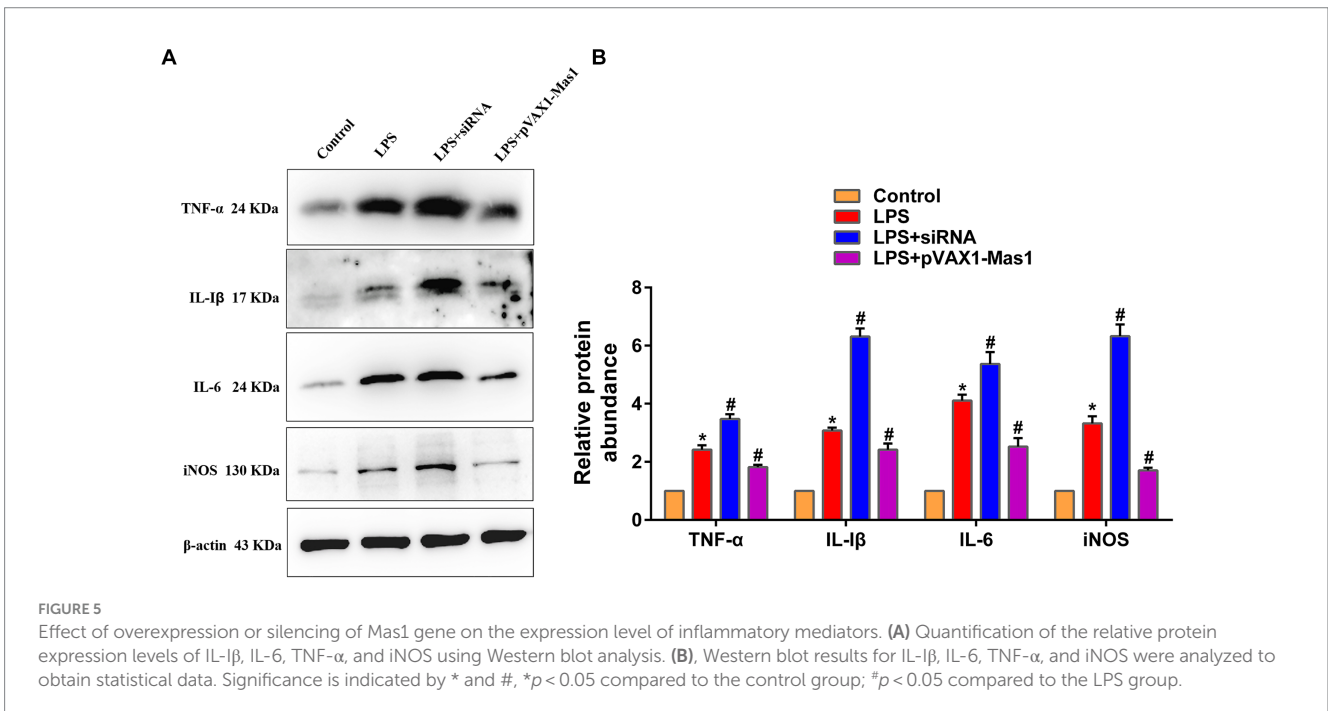 A
Control
LPS
LPS+siRNA
LPS+pVAX1-Mas1
TNF-α 24 KDa
IL-Iβ 17 KDa
IL-6 24 KDa
iNOS 130 KDa
β-actin 43 KDa
B
Control
LPS
LPS+siRNA
LPS+pVAX1-Mas1
Relative protein
abundance
8
6
4
2
0
* # #
* # #
* # #
* # #
TNF-α IL-Iβ IL-6 iNOS
FIGURE 5
Effect of overexpression or silencing of Mas1 gene on the expression level of inflammatory mediators. (A) Quantification of the relative protein
expression levels of IL-Iβ, IL-6, TNF-α, and iNOS using Western blot analysis. (B), Western blot results for IL-Iβ, IL-6, TNF-α, and iNOS were analyzed to
obtain statistical data. Significance is indicated by * and #, *p < 0.05 compared to the control group; #p < 0.05 compared to the LPS group.